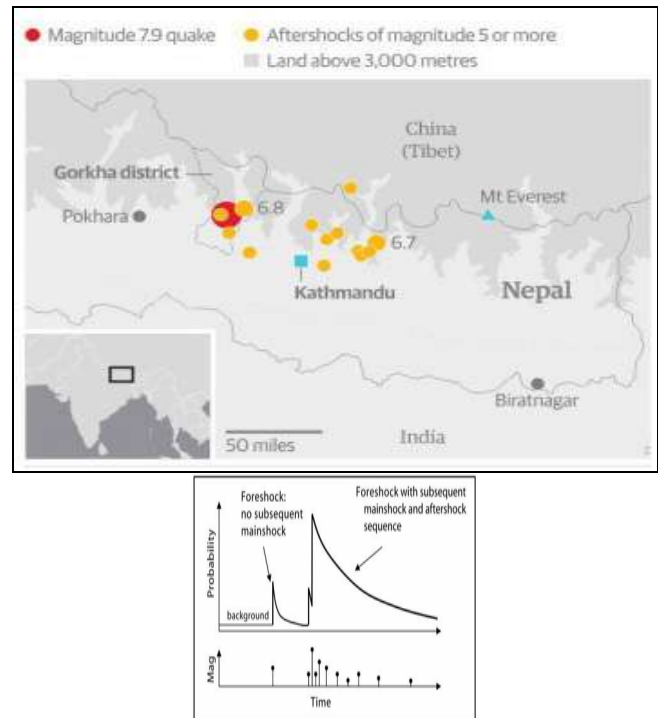 Magnitude 7.9 quake
Aftershocks of magnitude 5 or more
Land above 3,000 metres
China
(Tibet)
Gorkha district
Mt Everest
Pokhara
6.8
6.7
Kathmandu
Nepal
Biratnagar
50 miles
India
Foreshock:
no subsequent
mainshock
Foreshock with subsequent
mainshock and aftershock
sequence
Probability
background
Mag
Time